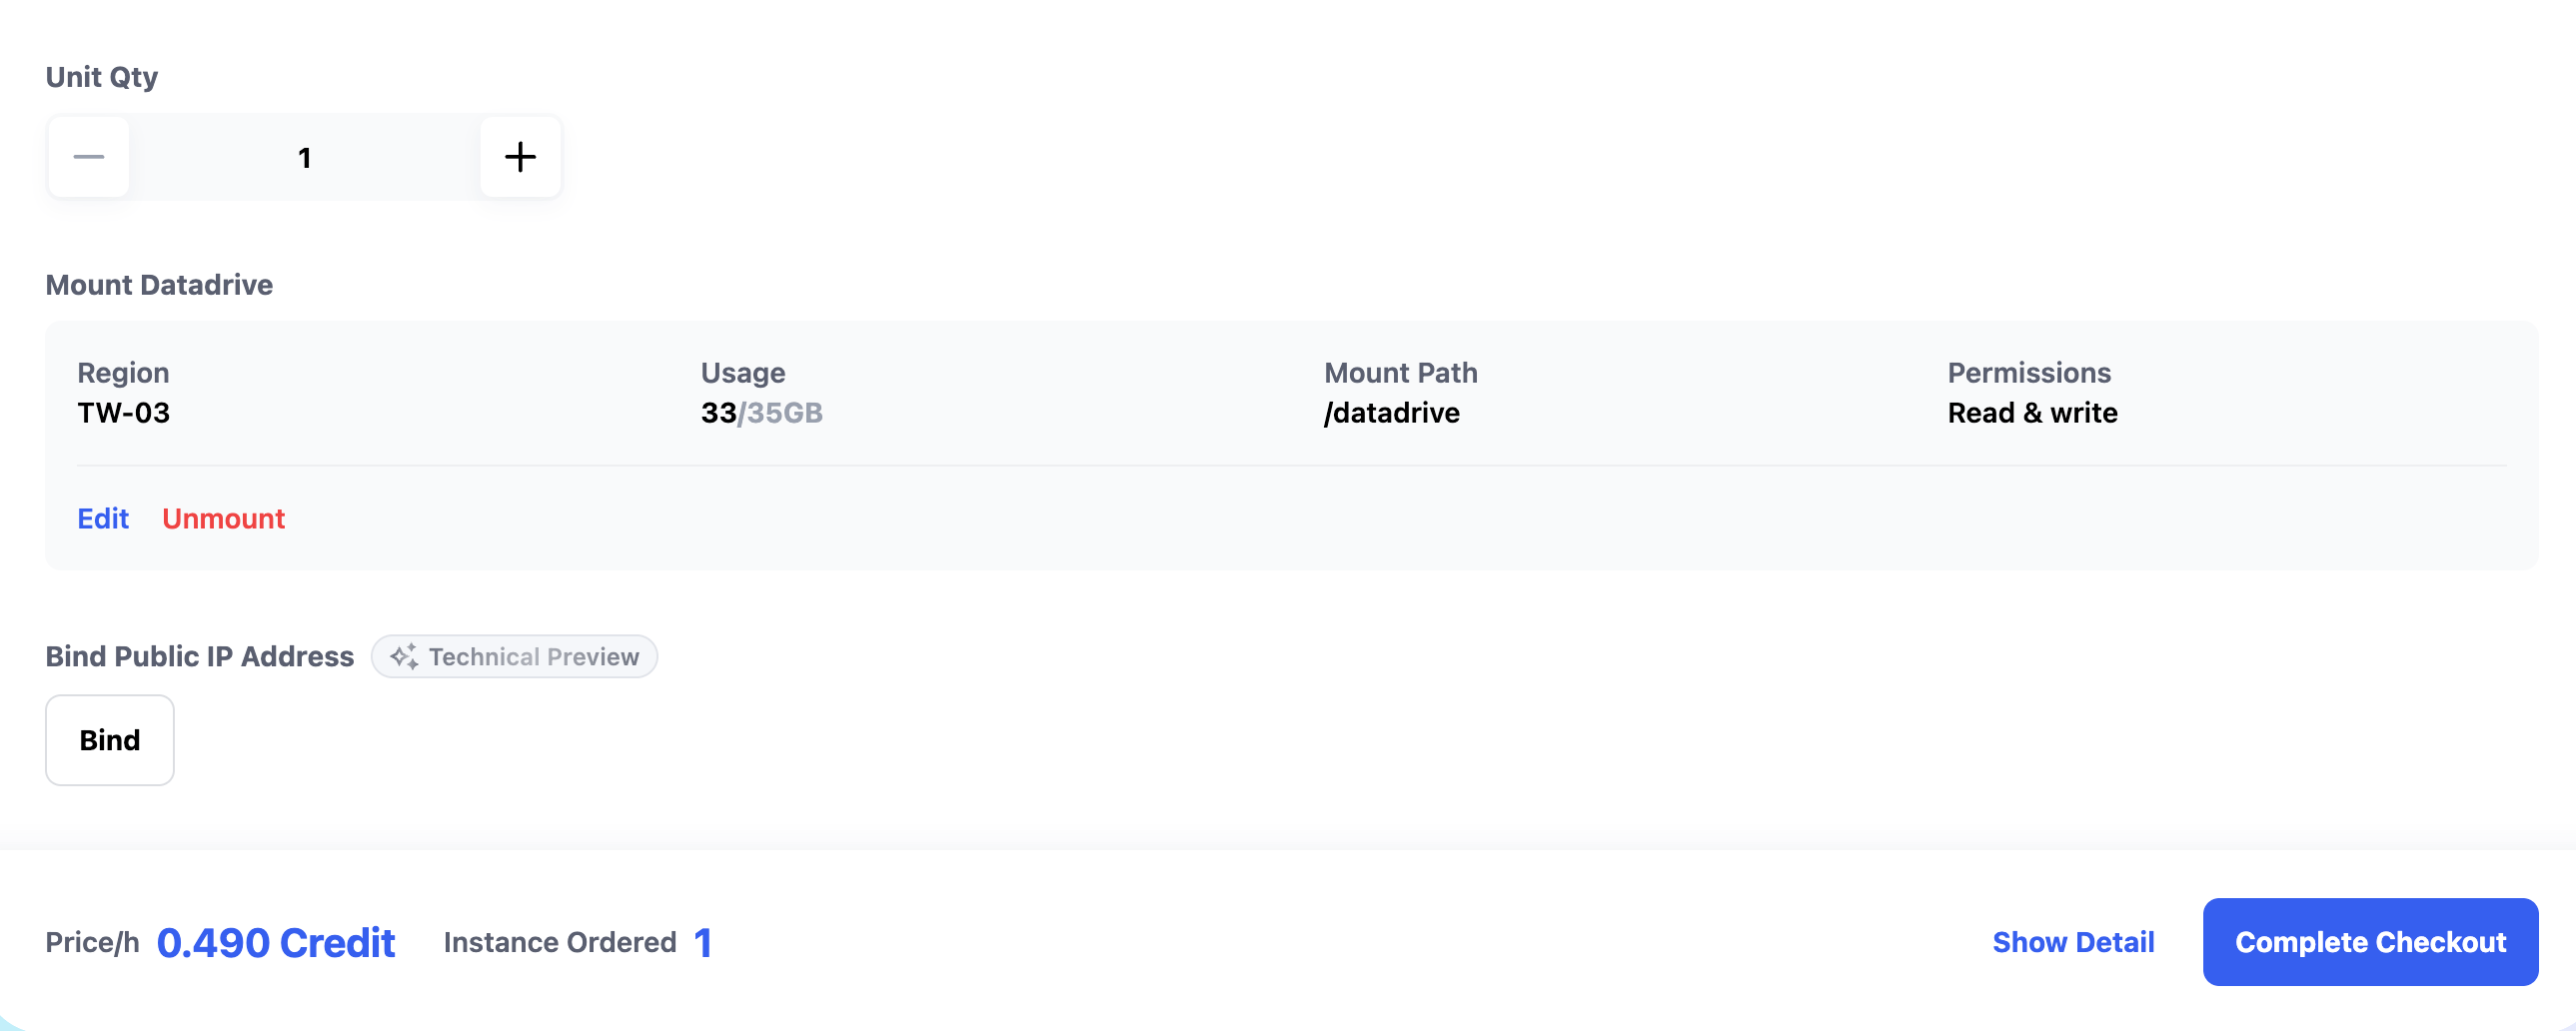 Unit Qty
1
Mount Datadrive
Region Usage Mount Path Permissions
TW-03 33/35GB /datadrive Read & write
Edit Unmount
Bind Public IP Address Technical Preview
Bind
Price/h 0.490 Credit Instance Ordered 1 Show Detail Complete Checkout